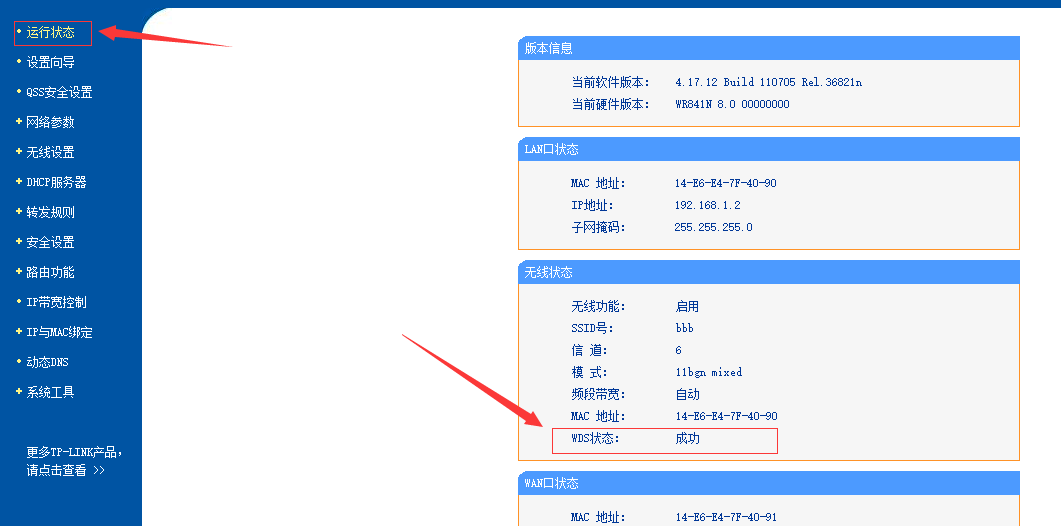 运行状态
设置向导
QSS安全设置
网络参数
无线设置
DHCP服务器
转发规则
安全设置
路由功能
IP带宽控制
IP与MAC绑定
动态DNS
系统工具
更多TP-LINK产品，
请点击查看 >>
版本信息
当前软件版本： 4.17.12 Build 110705 Rel.36821n
当前硬件版本： WR841N 8.0 00000000
LAN口状态
MAC 地址： 14-E6-E4-7F-40-90
IP地址： 192.168.1.2
子网掩码： 255.255.255.0
无线状态
无线功能： 启用
SSID号： bbb
信 道： 6
模 式： 11bgn mixed
频段带宽： 自动
MAC 地址： 14-E6-E4-7F-40-90
WDS状态： 成功
WAN口状态
MAC 地址： 14-E6-E4-7F-40-91